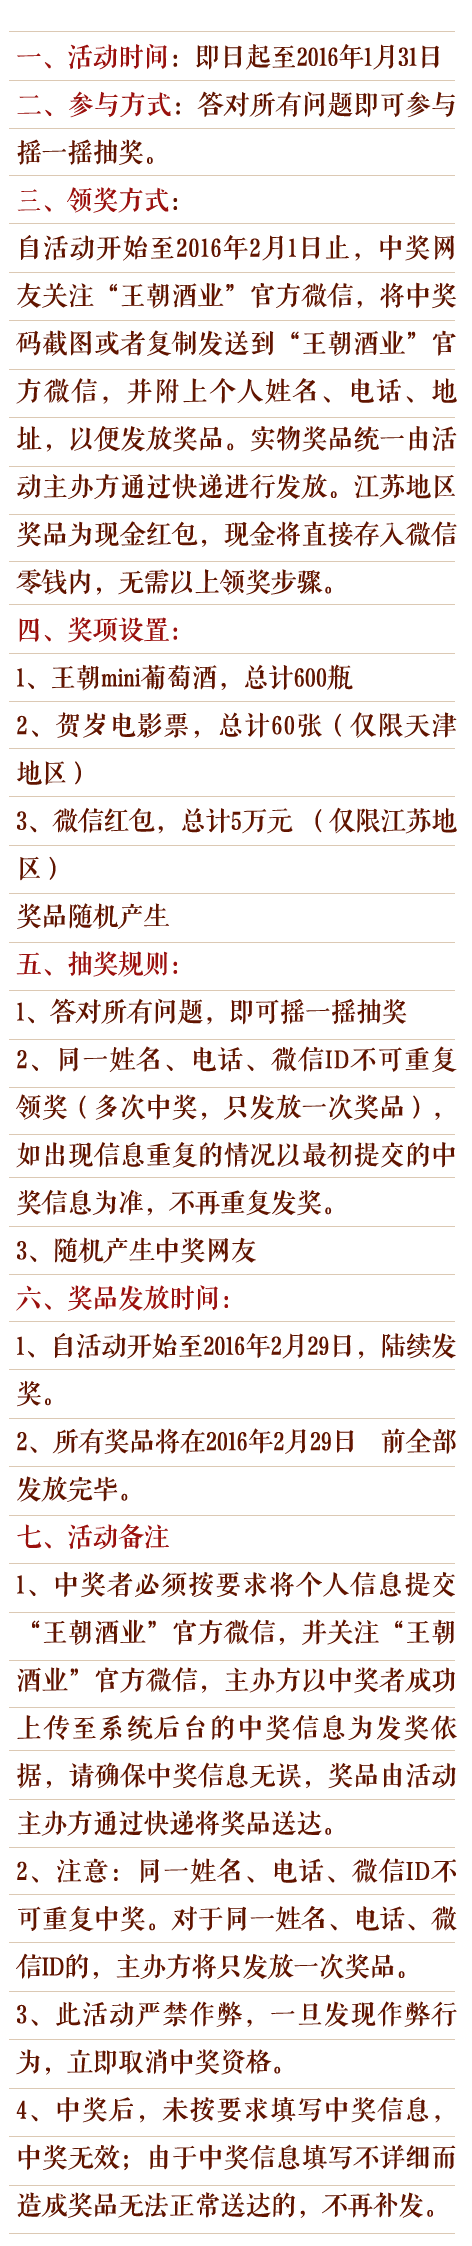 一、活动时间：即日起至2016年1月31日
二、参与方式：答对所有问题即可参与
摇一摇抽奖。
三、领奖方式：
自活动开始至2016年2月1日止，中奖网
友关注“王朝酒业”官方微信，将中奖
码截图或者复制发送到“王朝酒业”官
方微信，并附上个人姓名、电话、地
址，以便发放奖品。实物奖品统一由活
动主办方通过快递进行发放。江苏地区
奖品为现金红包，现金将直接存入微信
零钱内，无需以上领奖步骤。
四、奖项设置：
1、王朝mini葡萄酒，总计600瓶
2、贺岁电影票，总计60张（仅限天津
地区）
3、微信红包，总计5万元 （仅限江苏地
区）
奖品随机产生
五、抽奖规则：
1、答对所有问题，即可摇一摇抽奖
2、同一姓名、电话、微信ID不可重复
领奖（多次中奖，只发放一次奖品），
如出现信息重复的情况以最初提交的中
奖信息为准，不再重复发奖。
3、随机产生中奖网友
六、奖品发放时间：
1、自活动开始至2016年2月29日，陆续发
奖。
2、所有奖品将在2016年2月29日　前全部
发放完毕。
七、活动备注
1、中奖者必须按要求将个人信息提交
“王朝酒业”官方微信，并关注“王朝
酒业”官方微信，主办方以中奖者成功
上传至系统后台的中奖信息为发奖依
据，请确保中奖信息无误，奖品由活动
主办方通过快递将奖品送达。
2、注意：同一姓名、电话、微信ID不
可重复中奖。对于同一姓名、电话、微
信ID的，主办方将只发放一次奖品。
3、此活动严禁作弊，一旦发现作弊行
为，立即取消中奖资格。
4、中奖后，未按要求填写中奖信息，
中奖无效；由于中奖信息填写不详细而
造成奖品无法正常送达的，不再补发。